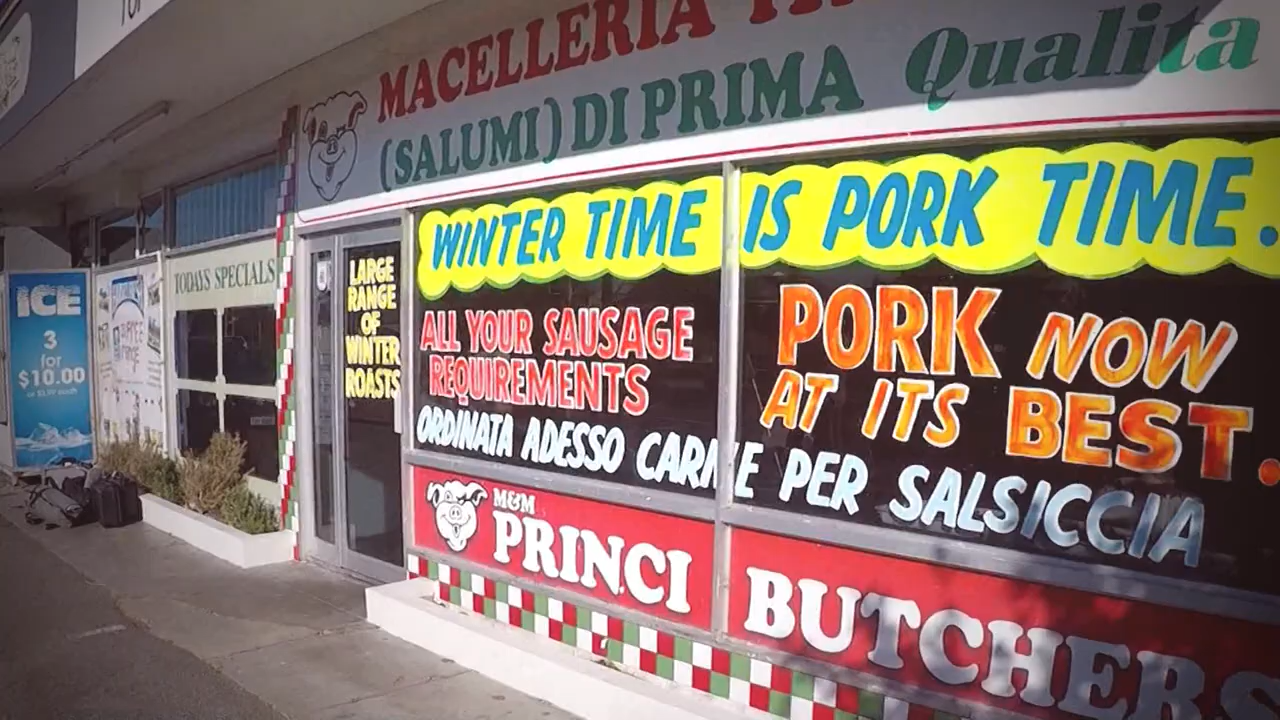 MACELLERIA
(SALUMI) DI PRIMA Qualita
WINTER TIME IS PORK TIME.
TODAYS SPECIALS
ICE
3
for
$10.00
LARGE
RANGE
OF
WINTER
ROASTS
ALL YOUR SAUSAGE
REQUIREMENTS
PORK NOW
AT ITS BEST.
ORDINATA ADESSO CARNE PER SALSICCIA
M&M
PRINCI BUTCHERS